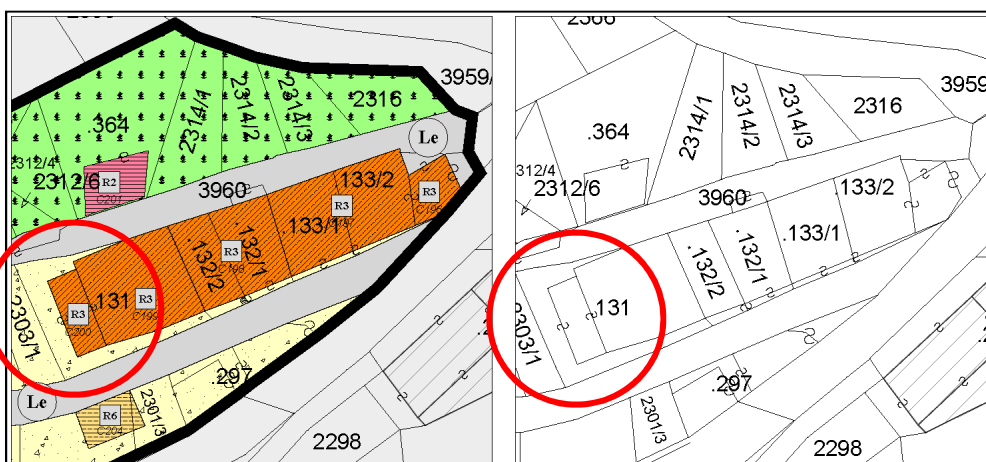 3959/
2314/1
2314/2
2314/3
2316
.364
Le
2312/4
2312/6
R2
C201
3960
133/2
R3
C197
R3
.133/1
R3
C198
.132/1
.132/2
131
R3
C199
R3
C200
2303/1
Le
.297
R6
C204
2301/3
2298
2566
3959
2314/1
2314/2
2314/3
2316
.364
312/4
2312/6
3960
133/2
.133/1
.132/1
.132/2
131
2303/1
.297
2301/3
2298